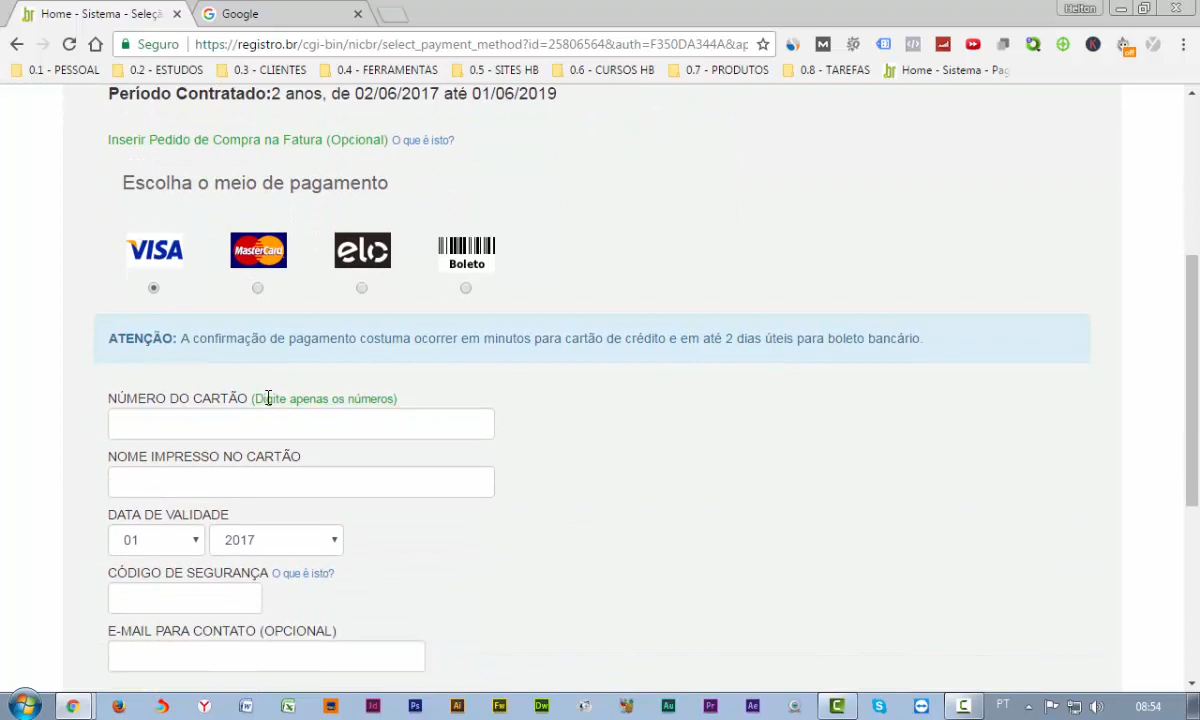 Home - Sistema - Seleçã
Google
Helton
Seguro
https://registro.br/cgi-bin/nicbr/select_payment_method?id=25806564&auth=F350DA344A&ap
0.1 - PESSOAL
0.2 - ESTUDOS
0.3 - CLIENTES
0.4 - FERRAMENTAS
0.5 - SITES HB
0.6 - CURSOS HB
0.7 - PRODUTOS
0.8 - TAREFAS
Home - Sistema - Pag
Período Contratado:2 anos, de 02/06/2017 até 01/06/2019
Inserir Pedido de Compra na Fatura (Opcional) O que é isto?
Escolha o meio de pagamento
VISA
MasterCard
elo
Boleto
ATENÇÃO: A confirmação de pagamento costuma ocorrer em minutos para cartão de crédito e em até 2 dias úteis para boleto bancário.
NÚMERO DO CARTÃO (Digite apenas os números)
NOME IMPRESSO NO CARTÃO
DATA DE VALIDADE
01
2017
CÓDIGO DE SEGURANÇA O que é isto?
E-MAIL PARA CONTATO (OPCIONAL)
PT
08:54